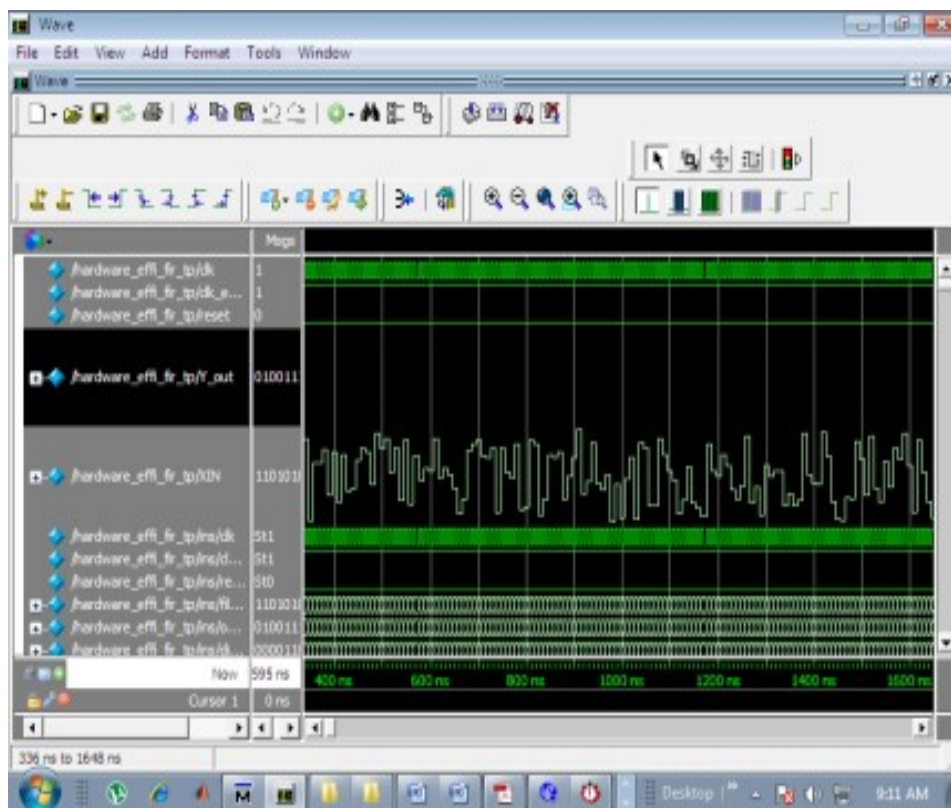 Wave
File Edit View Add Format Tools Window
Wave
Msgs
/hardware_effi_fir_tp/clk 1
/hardware_effi_fir_tp/clk_e... 1
/hardware_effi_fir_tp/reset 0
/hardware_effi_fir_tp/Y_out 010011
/hardware_effi_fir_tp/XIN 110101
/hardware_effi_fir_tp/ins/clk St1
/hardware_effi_fir_tp/ins/c... St1
/hardware_effi_fir_tp/ins/re... St0
/hardware_effi_fir_tp/ins/fil... 110101
/hardware_effi_fir_tp/ins/o... 010011
/hardware_effi_fir_tp/ins/d... 000011
Now 595 ns 400 ns 600 ns 800 ns 1000 ns 1200 ns 1400 ns 1600 ns
Cursor 1 0 ns
336 ns to 1648 ns
Desktop 9:11 AM